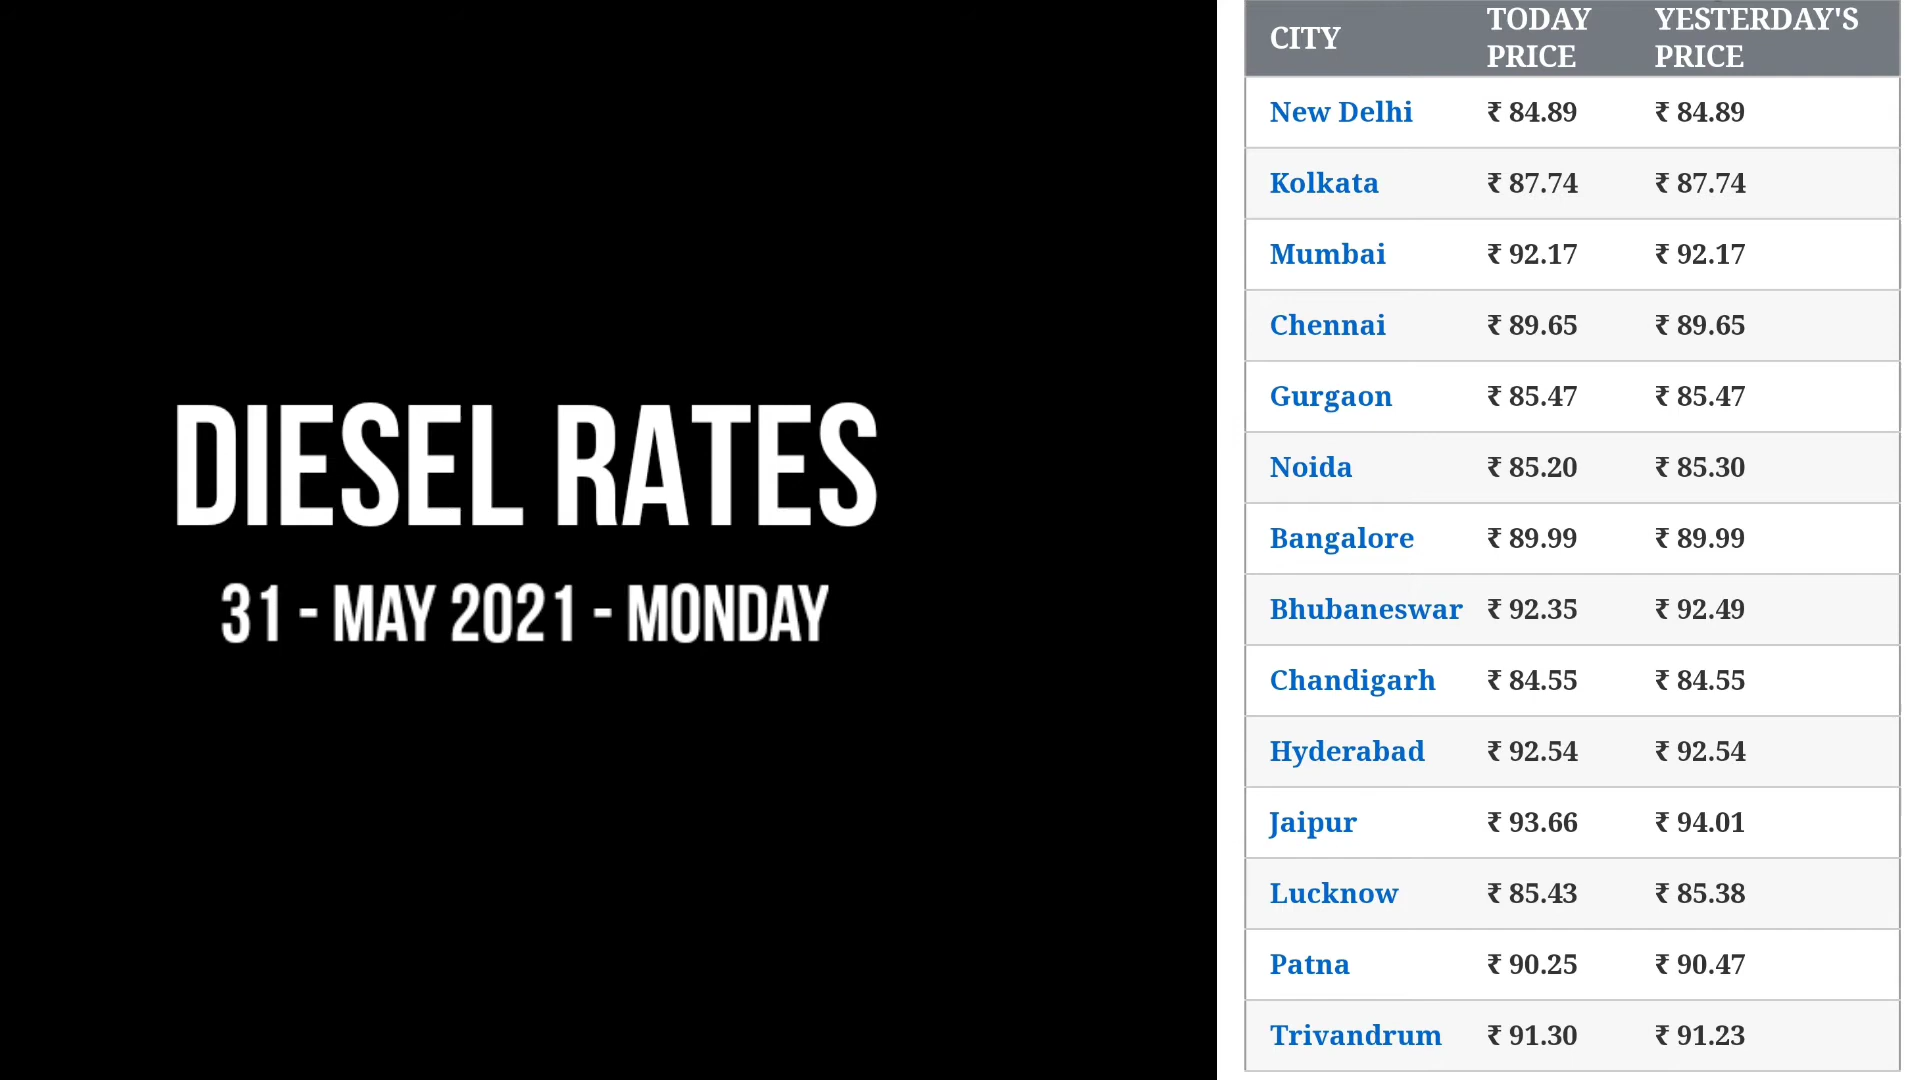 DIESEL RATES
31 - MAY 2021 - MONDAY
CITY TODAY PRICE YESTERDAY'S PRICE
New Delhi ₹ 84.89 ₹ 84.89
Kolkata ₹ 87.74 ₹ 87.74
Mumbai ₹ 92.17 ₹ 92.17
Chennai ₹ 89.65 ₹ 89.65
Gurgaon ₹ 85.47 ₹ 85.47
Noida ₹ 85.20 ₹ 85.30
Bangalore ₹ 89.99 ₹ 89.99
Bhubaneswar ₹ 92.35 ₹ 92.49
Chandigarh ₹ 84.55 ₹ 84.55
Hyderabad ₹ 92.54 ₹ 92.54
Jaipur ₹ 93.66 ₹ 94.01
Lucknow ₹ 85.43 ₹ 85.38
Patna ₹ 90.25 ₹ 90.47
Trivandrum ₹ 91.30 ₹ 91.23